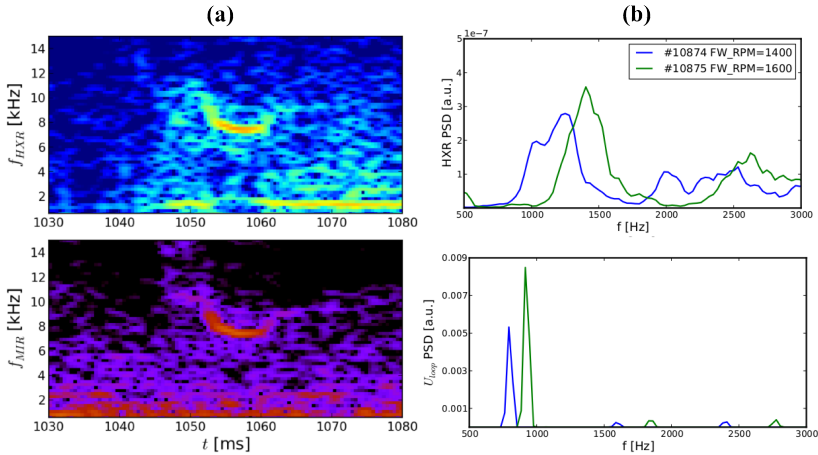 (a)
(b)
14
12
10
8
6
4
2
f_HXR [kHz]
1030 1040 1050 1060 1070 1080
14
12
10
8
6
4
2
f_MIR [kHz]
1030 1040 1050 1060 1070 1080
t [ms]
1e−7
5
4
3
2
1
0
HXR PSD [a.u.]
#10874 FW_RPM=1400
#10875 FW_RPM=1600
500 1000 1500 2000 2500 3000
f [Hz]
0.009
0.007
0.005
0.003
0.001
U_loop PSD [a.u.]
500 1000 1500 2000 2500 3000
f [Hz]